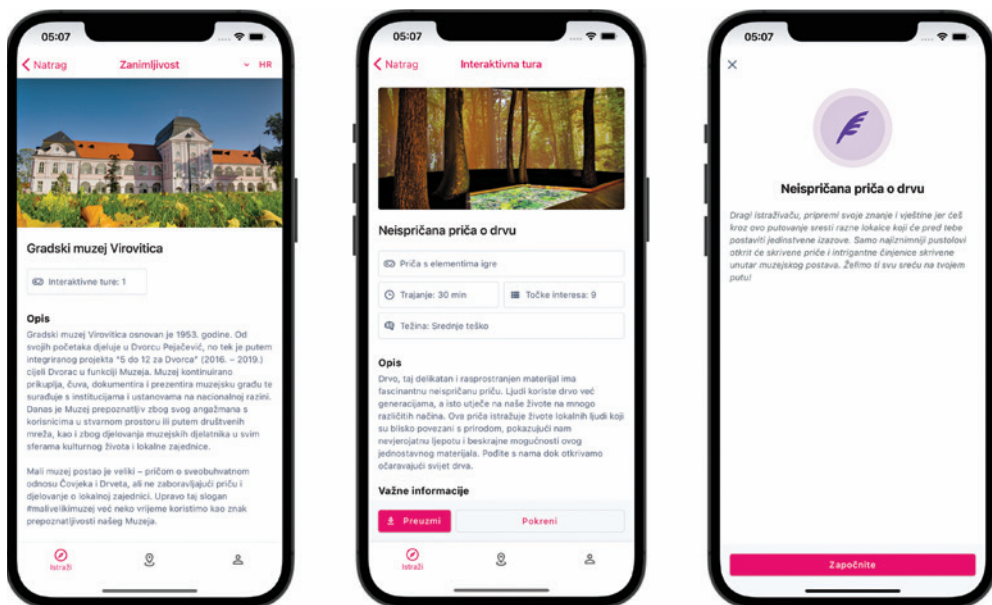 05:07
Natrag
Zanimljivost
HR
Gradski muzej Virovitica
Interaktivne ture: 1
Opis
Gradski muzej Virovitica osnovan je 1953. godine. Od
svojih početaka djeluje u Dvorcu Pejačević, no tek je putem
integriranog projekta "5 do 12 za Dvorca" (2016. – 2019.)
cijeli Dvorac u funkciji Muzeja. Muzej kontinuirano
prikuplja, čuva, dokumentira i prezentira muzejsku građu te
surađuje s institucijama i ustanovama na nacionalnoj razini.
Danas je Muzej prepoznatljiv zbog svog angažmana s
korisnicima u stvarnom prostoru ili putem društvenih
mreža, kao i zbog djelovanja muzejskih djelatnika u svim
sferama kulturnog života i lokalne zajednice.
Mali muzej postao je veliki – pričom o sveobuhvatnom
odnosu Čovjeka i Drveta, ali ne zaboravljajući priču i
djelovanje o lokalnoj zajednici. Upravo taj slogan
#malivelikimuzej već neko vrijeme koristimo kao znak
prepoznatljivosti našeg Muzeja.
Istraži
05:07
Natrag
Interaktivna tura
Neispričana priča o drvu
Priča s elementima igre
Trajanje: 30 min
Točke interesa: 9
Težina: Srednje teško
Opis
Drvo, taj delikatan i rasprostranjen materijal ima
fascinantnu neispričanu priču. Ljudi koriste drvo već
generacijama, a isto utječe na naše živote na mnogo
različitih načina. Ova priča istražuje živote lokalnih ljudi koji
su blisko povezani s prirodom, pokazujući nam
nevjerojatnu ljepotu i beskrajne mogućnosti ovog
jednostavnog materijala. Pođite s nama dok otkrivamo
očaravajući svijet drva.
Važne informacije
Preuzmi
Pokreni
Istraži
05:07
Neispričana priča o drvu
Dragi istraživaču, pripremi svoje znanje i vještine jer ćeš
kroz ovo putovanje sresti razne lokaice koji će pred tebe
postaviti jedinstvene izazove. Samo najizmniji pustolovi
otkrit će skrivene priče i intrigantne činjenice skrivene
unutar muzejskog postava. Želimo ti svu sreću na tvojem
putu!
Započnite